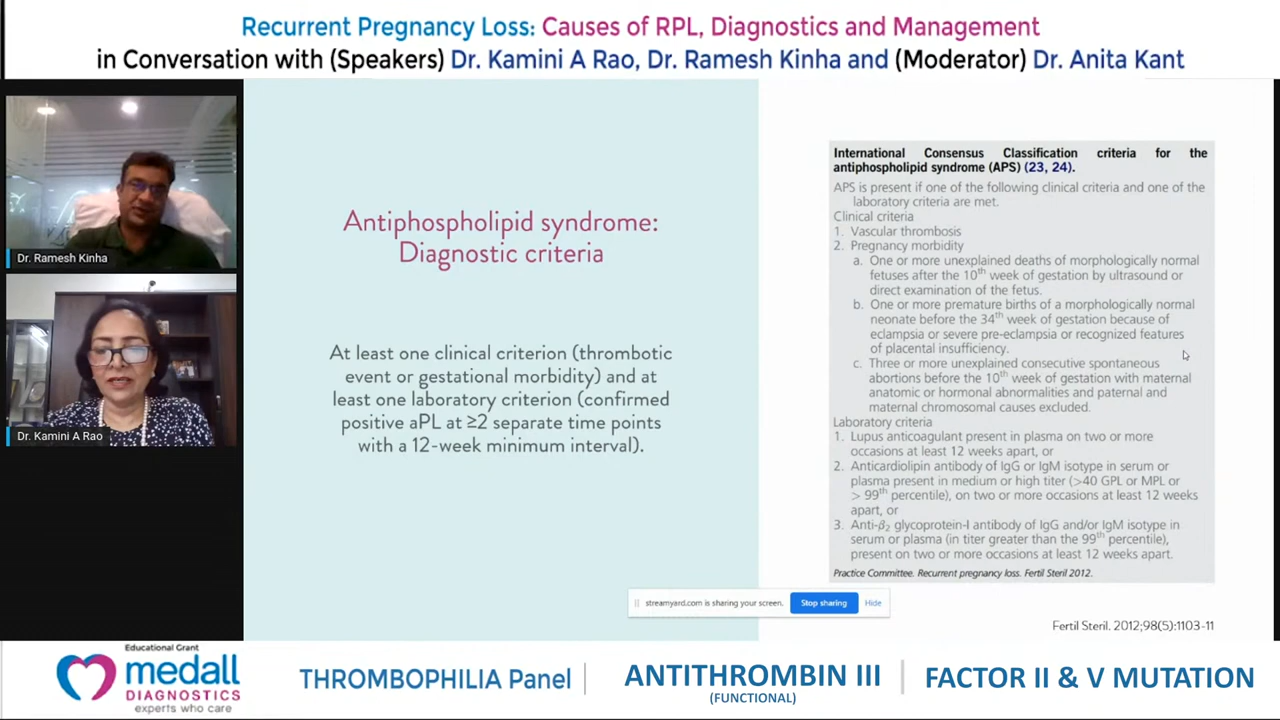 Recurrent Pregnancy Loss: Causes of RPL, Diagnostics and Management
in Conversation with (Speakers) Dr. Kamini A Rao, Dr. Ramesh Kinha and (Moderator) Dr. Anita Kant
Dr. Ramesh Kinha
Dr. Kamini A Rao
Antiphospholipid syndrome:
Diagnostic criteria
At least one clinical criterion (thrombotic
event or gestational morbidity) and at
least one laboratory criterion (confirmed
positive aPL at ≥2 separate time points
with a 12-week minimum interval).
International Consensus Classification criteria for the
antiphospholipid syndrome (APS) (23, 24).
APS is present if one of the following clinical criteria and one of the
laboratory criteria are met.
Clinical criteria
1. Vascular thrombosis
2. Pregnancy morbidity
a. One or more unexplained deaths of morphologically normal
fetuses after the 10th week of gestation by ultrasound or
direct examination of the fetus.
b. One or more premature births of a morphologically normal
neonate before the 34th week of gestation because of
eclampsia or severe pre-eclampsia or recognized features
of placental insufficiency.
c. Three or more unexplained consecutive spontaneous
abortions before the 10th week of gestation with maternal
anatomic or hormonal abnormalities and paternal and
maternal chromosomal causes excluded.
Laboratory criteria
1. Lupus anticoagulant present in plasma on two or more
occasions at least 12 weeks apart, or
2. Anticardiolipin antibody of IgG or IgM isotype in serum or
plasma present in medium or high titer (>40 GPL or MPL or
> 99th percentile), on two or more occasions at least 12 weeks
apart, or
3. Anti-β2 glycoprotein-I antibody of IgG and/or IgM isotype in
serum or plasma (in titer greater than the 99th percentile),
present on two or more occasions at least 12 weeks apart.
Practice Committee. Recurrent pregnancy loss. Fertil Steril 2012.
streamyard.com is sharing your screen.
Stop sharing
Hide
Fertil Steril. 2012;98(5):1103-11
Educational Grant
medall
DIAGNOSTICS
experts who care
THROMBOPHILIA Panel
ANTITHROMBIN III
(FUNCTIONAL)
FACTOR II & V MUTATION